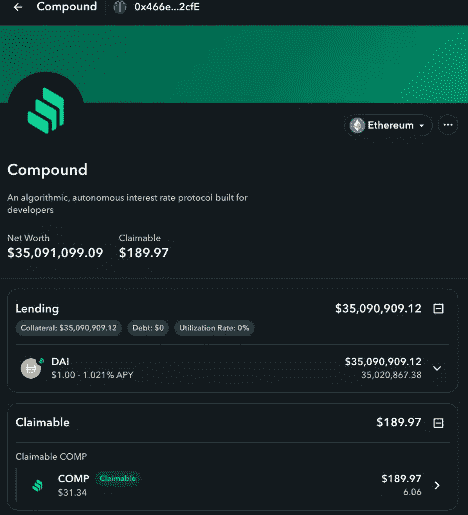 Compound 0x466e...2cfE
Ethereum
Compound
An algorithmic, autonomous interest rate protocol built for
developers
Net Worth Claimable
$35,091,099.09 $189.97
Lending $35,090,909.12
Collateral: $35,090,909.12 Debt: $0 Utilization Rate: 0%
DAI $35,090,909.12
$1.00 - 1.021% APY 35,020,867.38
Claimable $189.97
Claimable COMP
COMP Claimable $189.97
$31.34 6.06